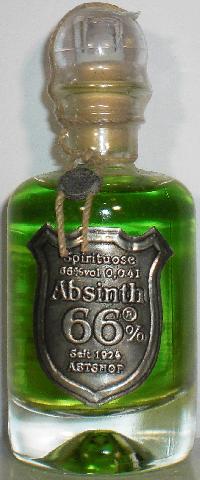 Spirituose
66%vol 0,04l
Absinth
66®%
Seit 1924
ABTSHOF